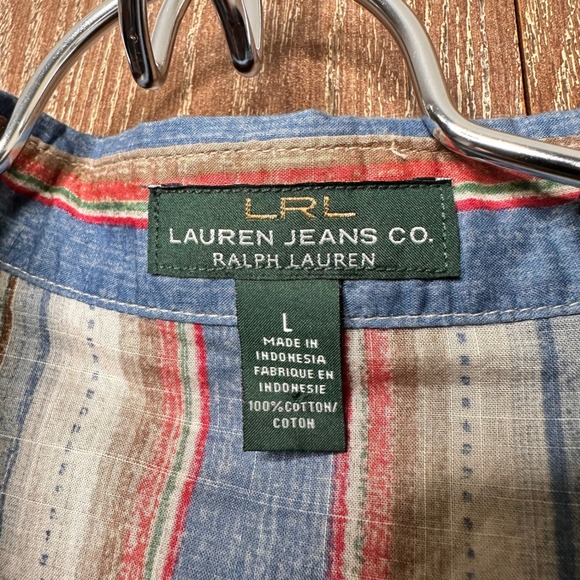 LRL
LAUREN JEANS CO.
RALPH LAUREN
L
MADE IN
INDONESIA
FABRIQUE EN
INDONESIE
100% COTTON/
COTON